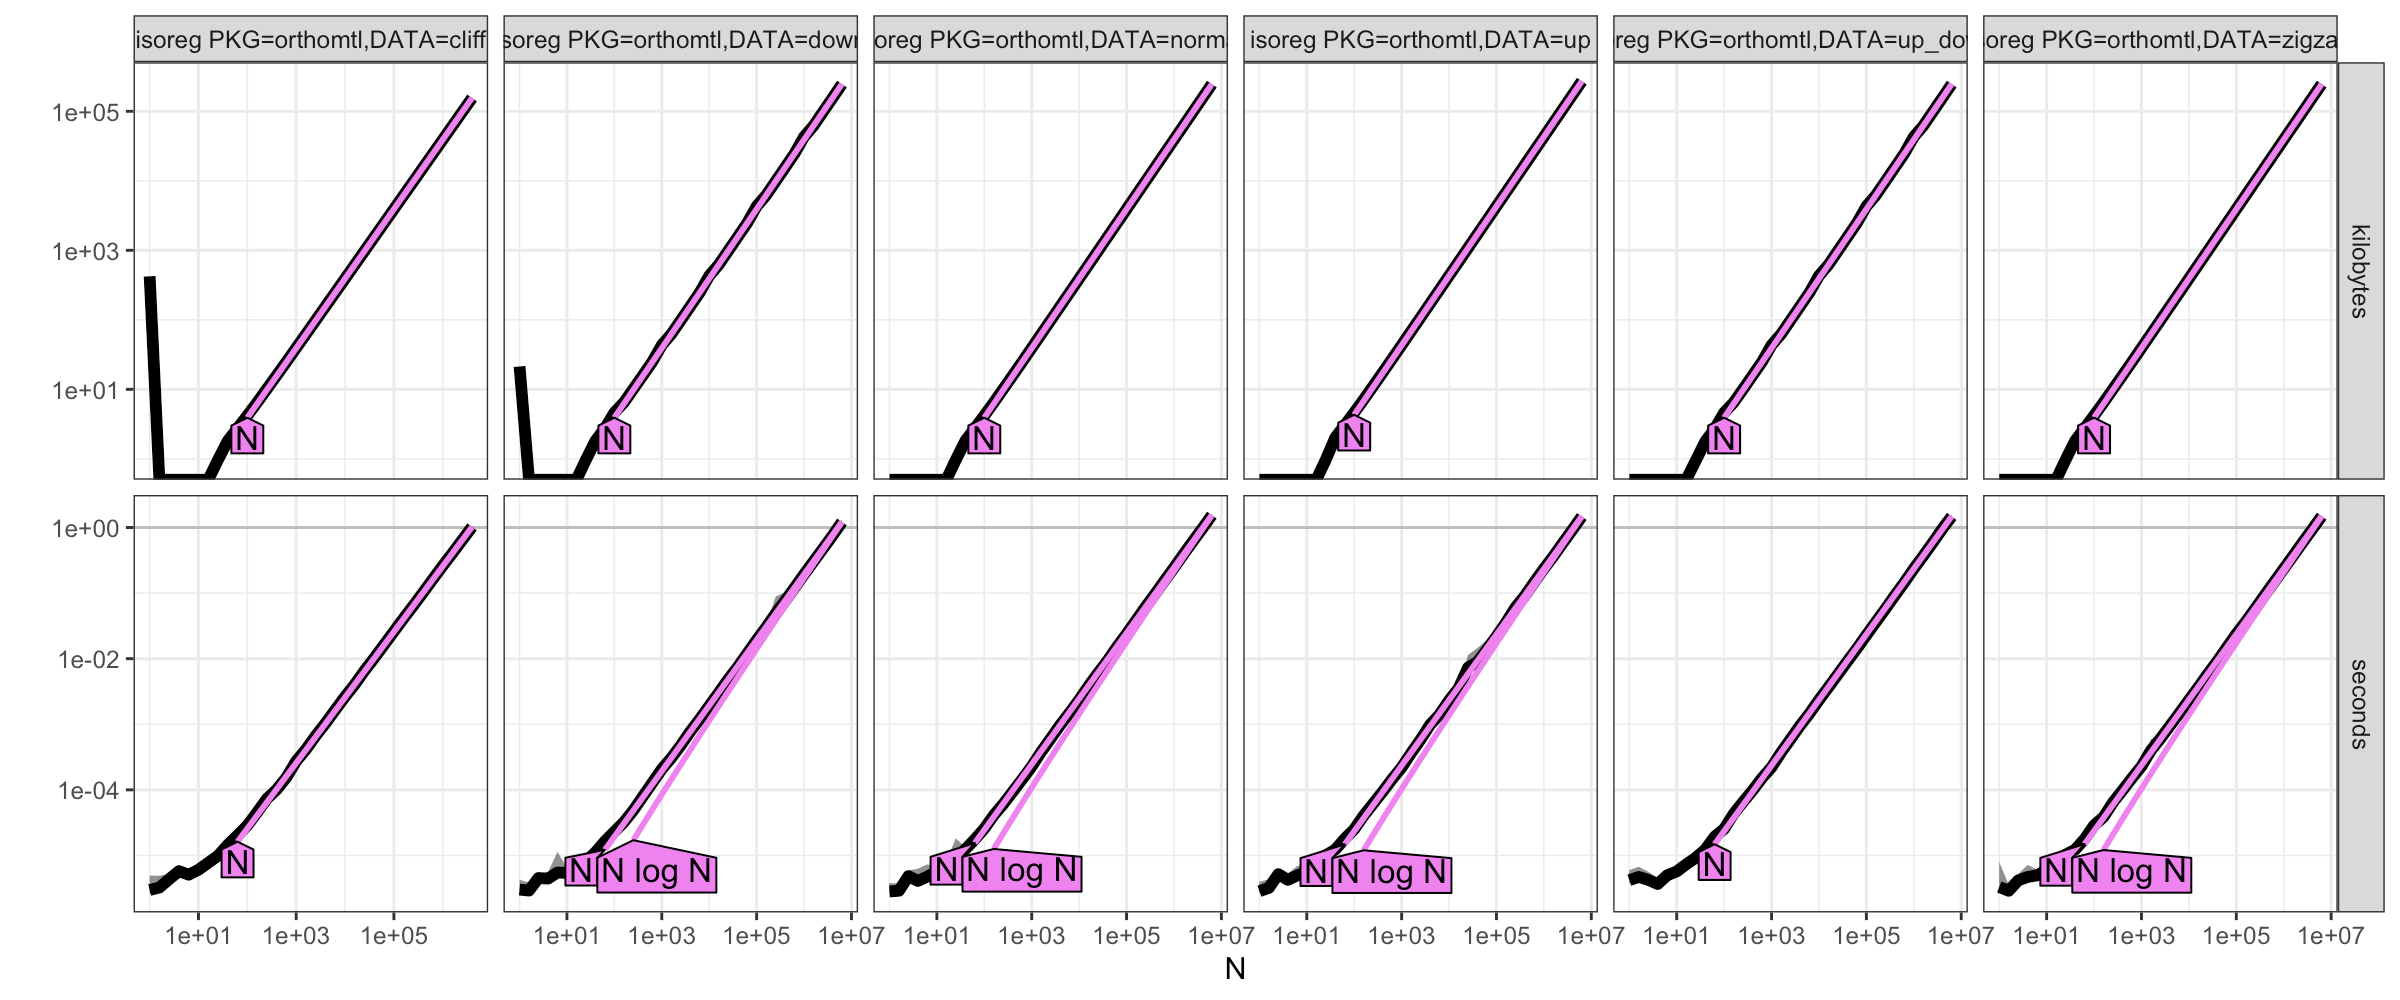 isoreg PKG=orthomtl,DATA=cliff
soreg PKG=orthomtl,DATA=down
oreg PKG=orthomtl,DATA=norm
isoreg PKG=orthomtl,DATA=up
reg PKG=orthomtl,DATA=up_do
oreg PKG=orthomtl,DATA=zigza
1e+05
1e+03
1e+01
N
N
N
N
N
N
kilobytes
1e+00
1e-02
1e-04
N
N
N log N
N
N log N
N
N log N
N
N
N log N
seconds
1e+01 1e+03 1e+05
1e+01 1e+03 1e+05 1e+07
1e+01 1e+03 1e+05 1e+07
1e+01 1e+03 1e+05 1e+07
1e+01 1e+03 1e+05 1e+07
1e+01 1e+03 1e+05 1e+07
N